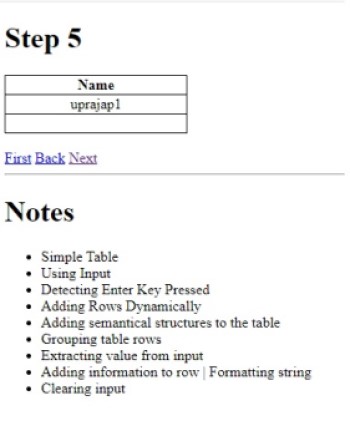 Step 5
Name
uprajap1
First Back Next
Notes
Simple Table
Using Input
Detecting Enter Key Pressed
Adding Rows Dynamically
Adding semantical structures to the table
Grouping table rows
Extracting value from input
Adding information to row | Formatting string
Clearing input